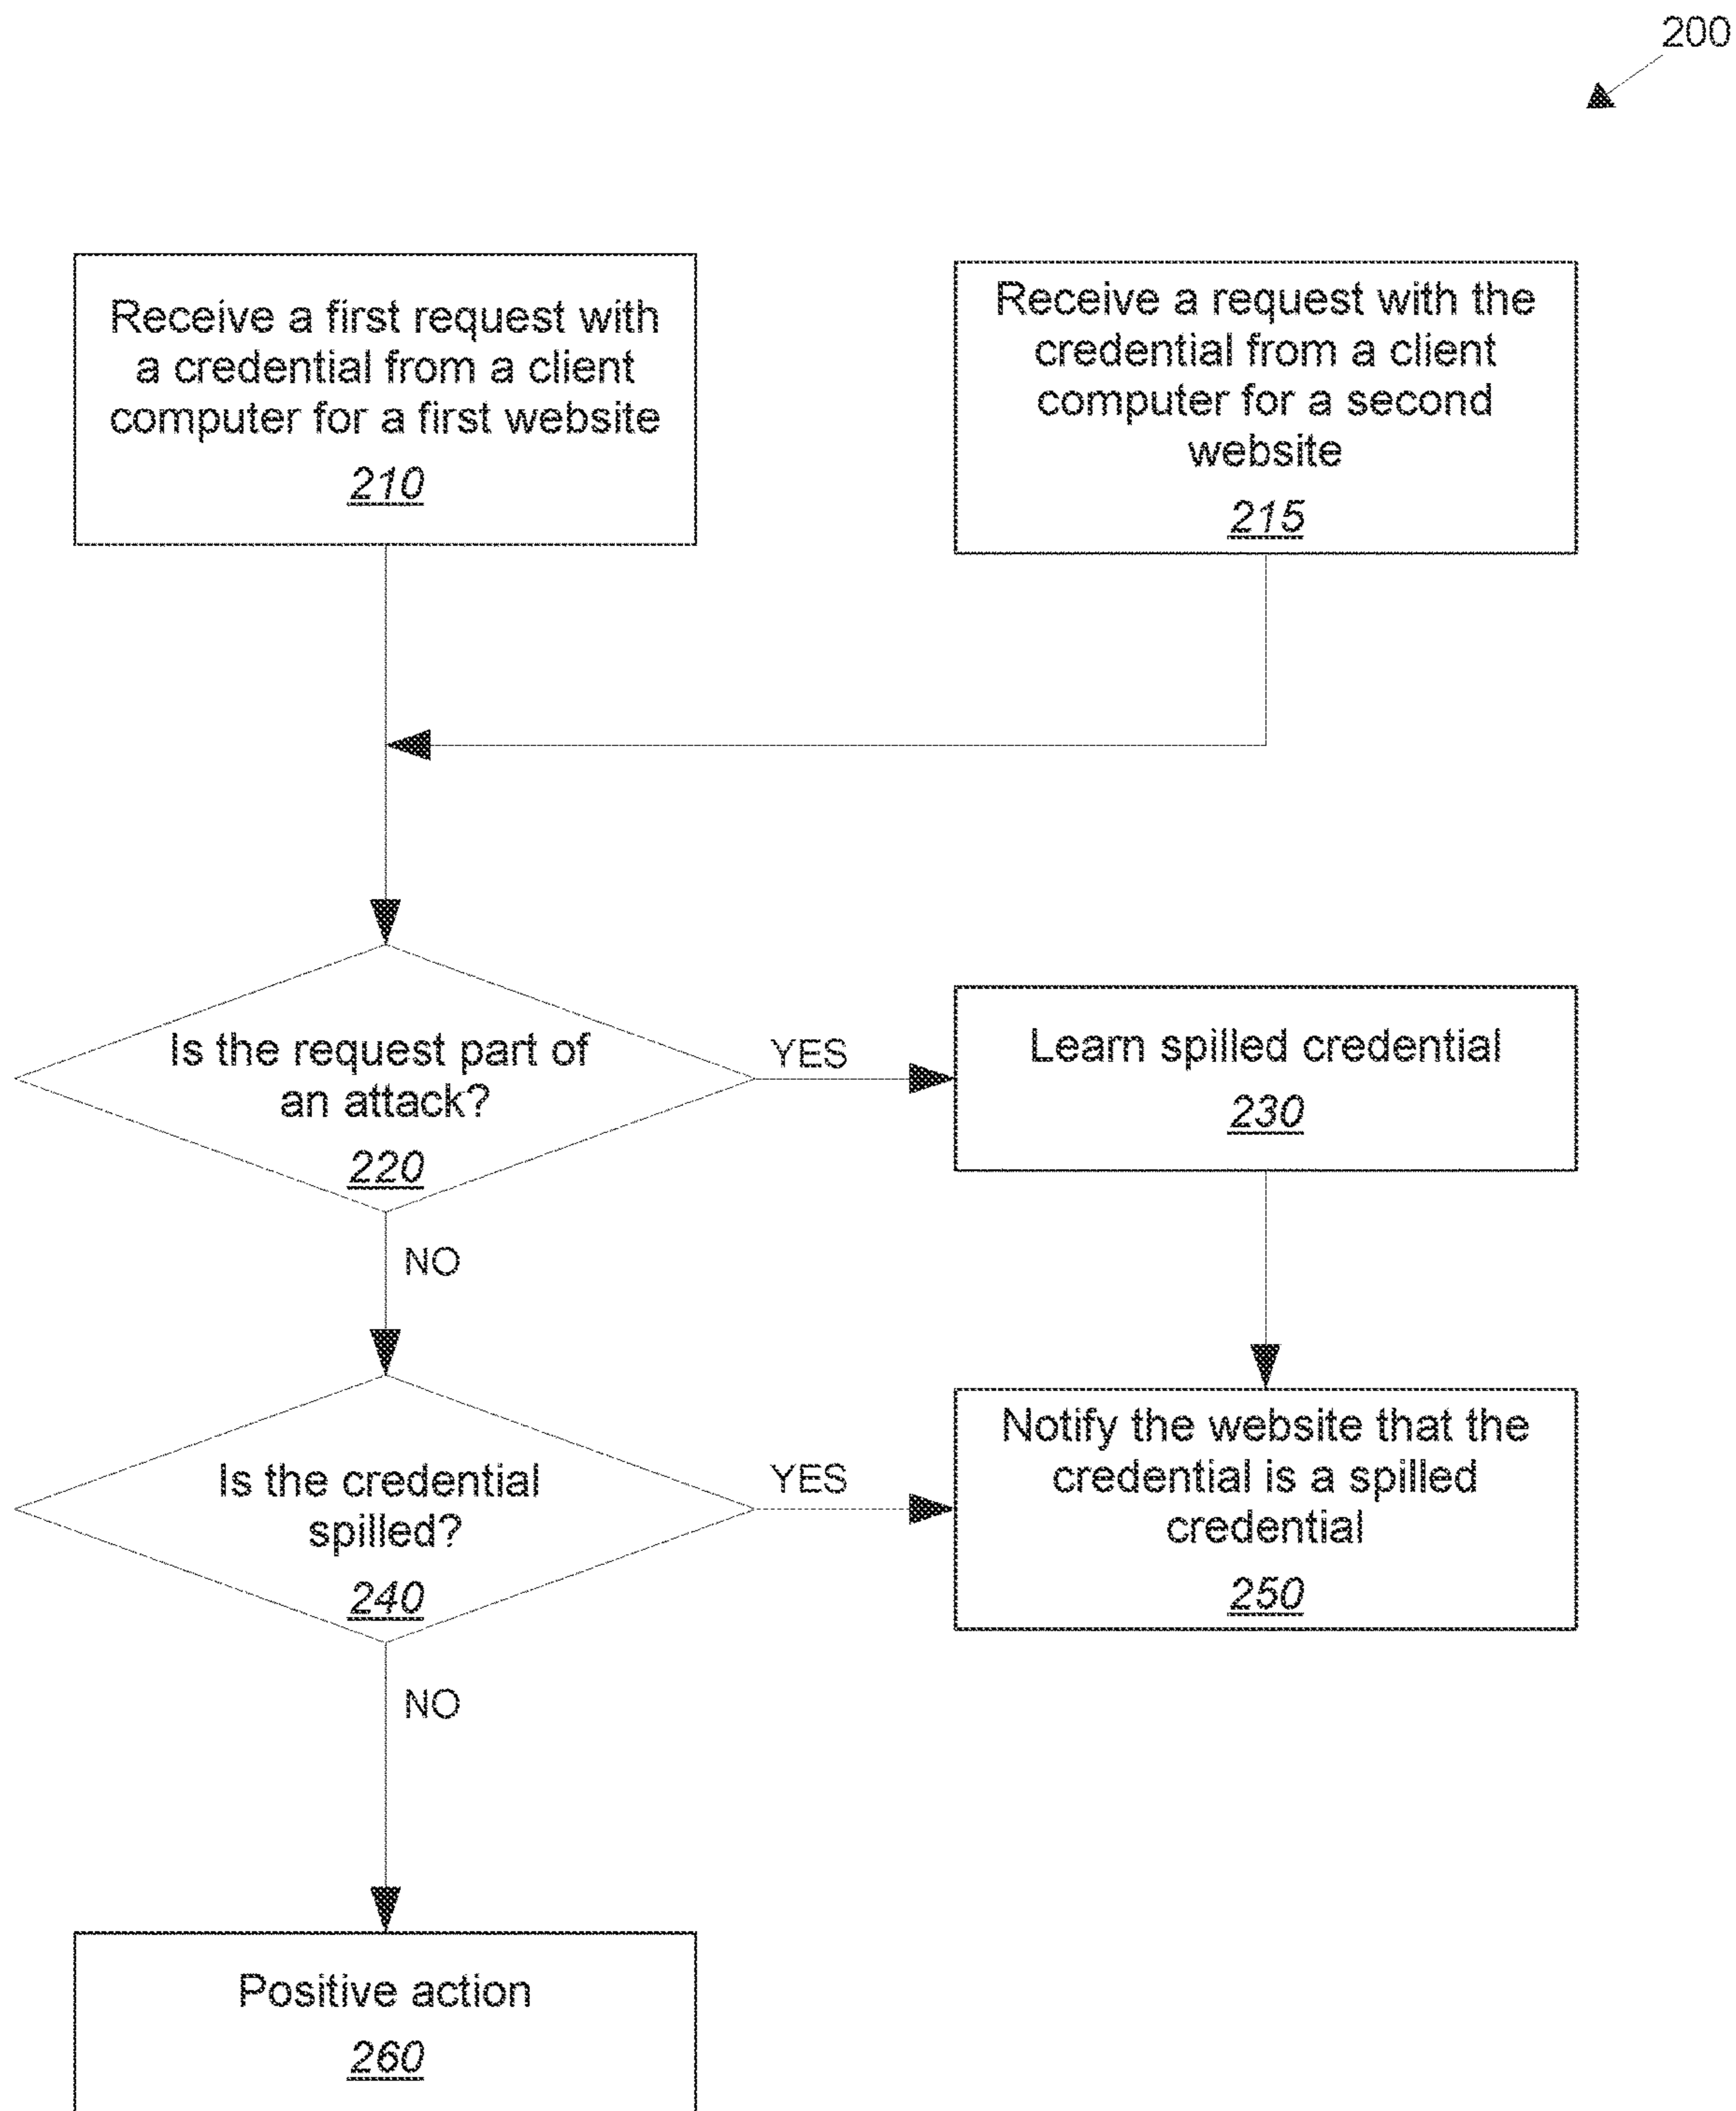 200
Receive a first request with
a credential from a client
computer for a first website
210
Receive a request with the
credential from a client
computer for a second
website
215
Is the request part of
an attack?
220
YES
Learn spilled credential
230
NO
Is the credential
spilled?
240
YES
Notify the website that the
credential is a spilled
credential
250
NO
Positive action
260